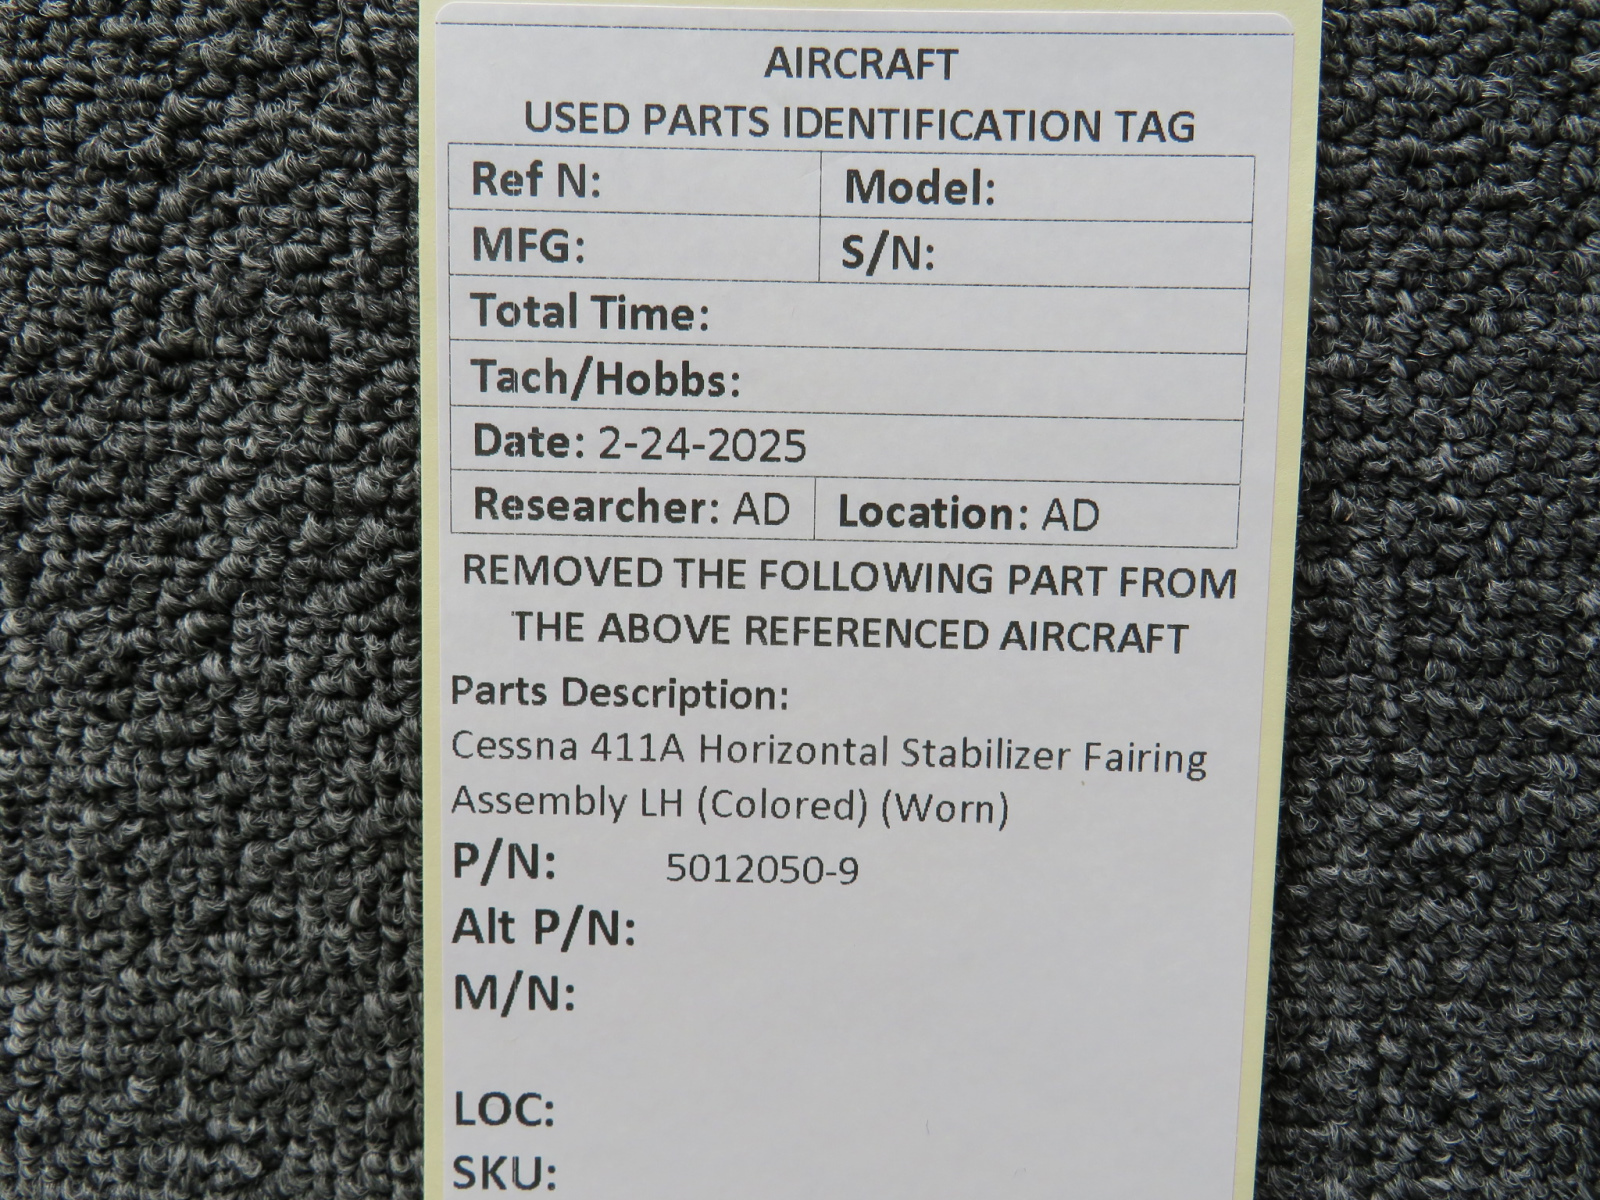 AIRCRAFT
USED PARTS IDENTIFICATION TAG
Ref N: Model:
MFG: S/N:
Total Time:
Tach/Hobbs:
Date: 2-24-2025
Researcher: AD Location: AD
REMOVED THE FOLLOWING PART FROM
THE ABOVE REFERENCED AIRCRAFT
Parts Description:
Cessna 411A Horizontal Stabilizer Fairing
Assembly LH (Colored) (Worn)
P/N: 5012050-9
Alt P/N:
M/N:
LOC:
SKU: